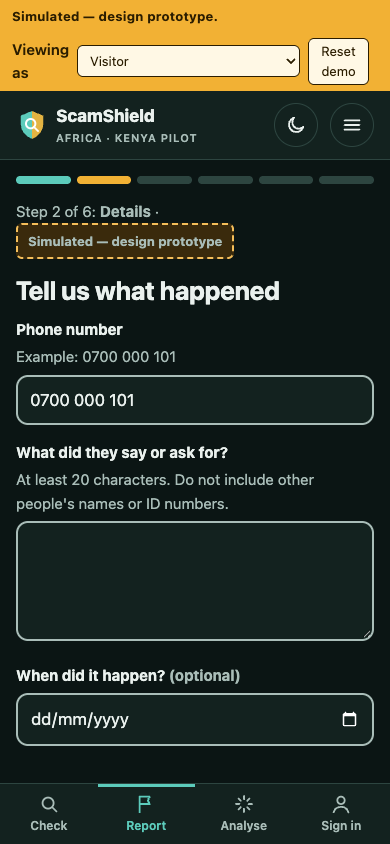 Simulated — design prototype.
Viewing as
Visitor
Reset demo
ScamShield
AFRICA · KENYA PILOT
Step 2 of 6: Details ·
Simulated — design prototype
Tell us what happened
Phone number
Example: 0700 000 101
0700 000 101
What did they say or ask for?
At least 20 characters. Do not include other
people's names or ID numbers.
When did it happen? (optional)
dd/mm/yyyy
Check
Report
Analyse
Sign in